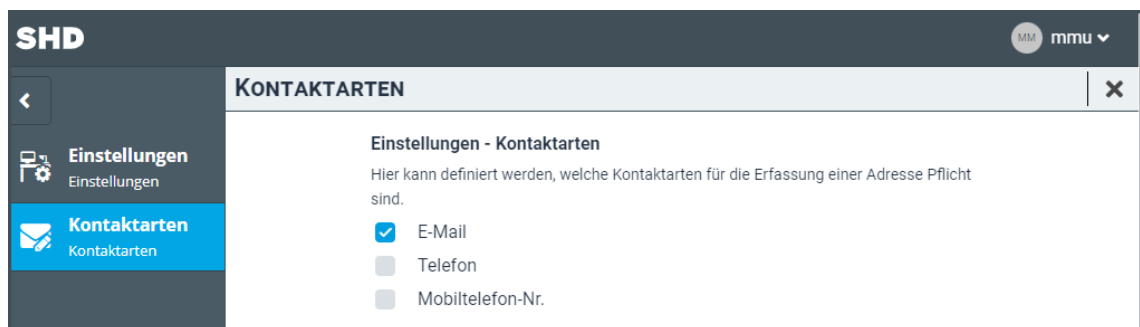 SHD
MM mmu
KONTAKTARTEN
Einstellungen
Einstellungen
Kontaktarten
Kontaktarten
Einstellungen - Kontaktarten
Hier kann definiert werden, welche Kontaktarten für die Erfassung einer Adresse Pflicht
sind.
E-Mail
Telefon
Mobiltelefon-Nr.